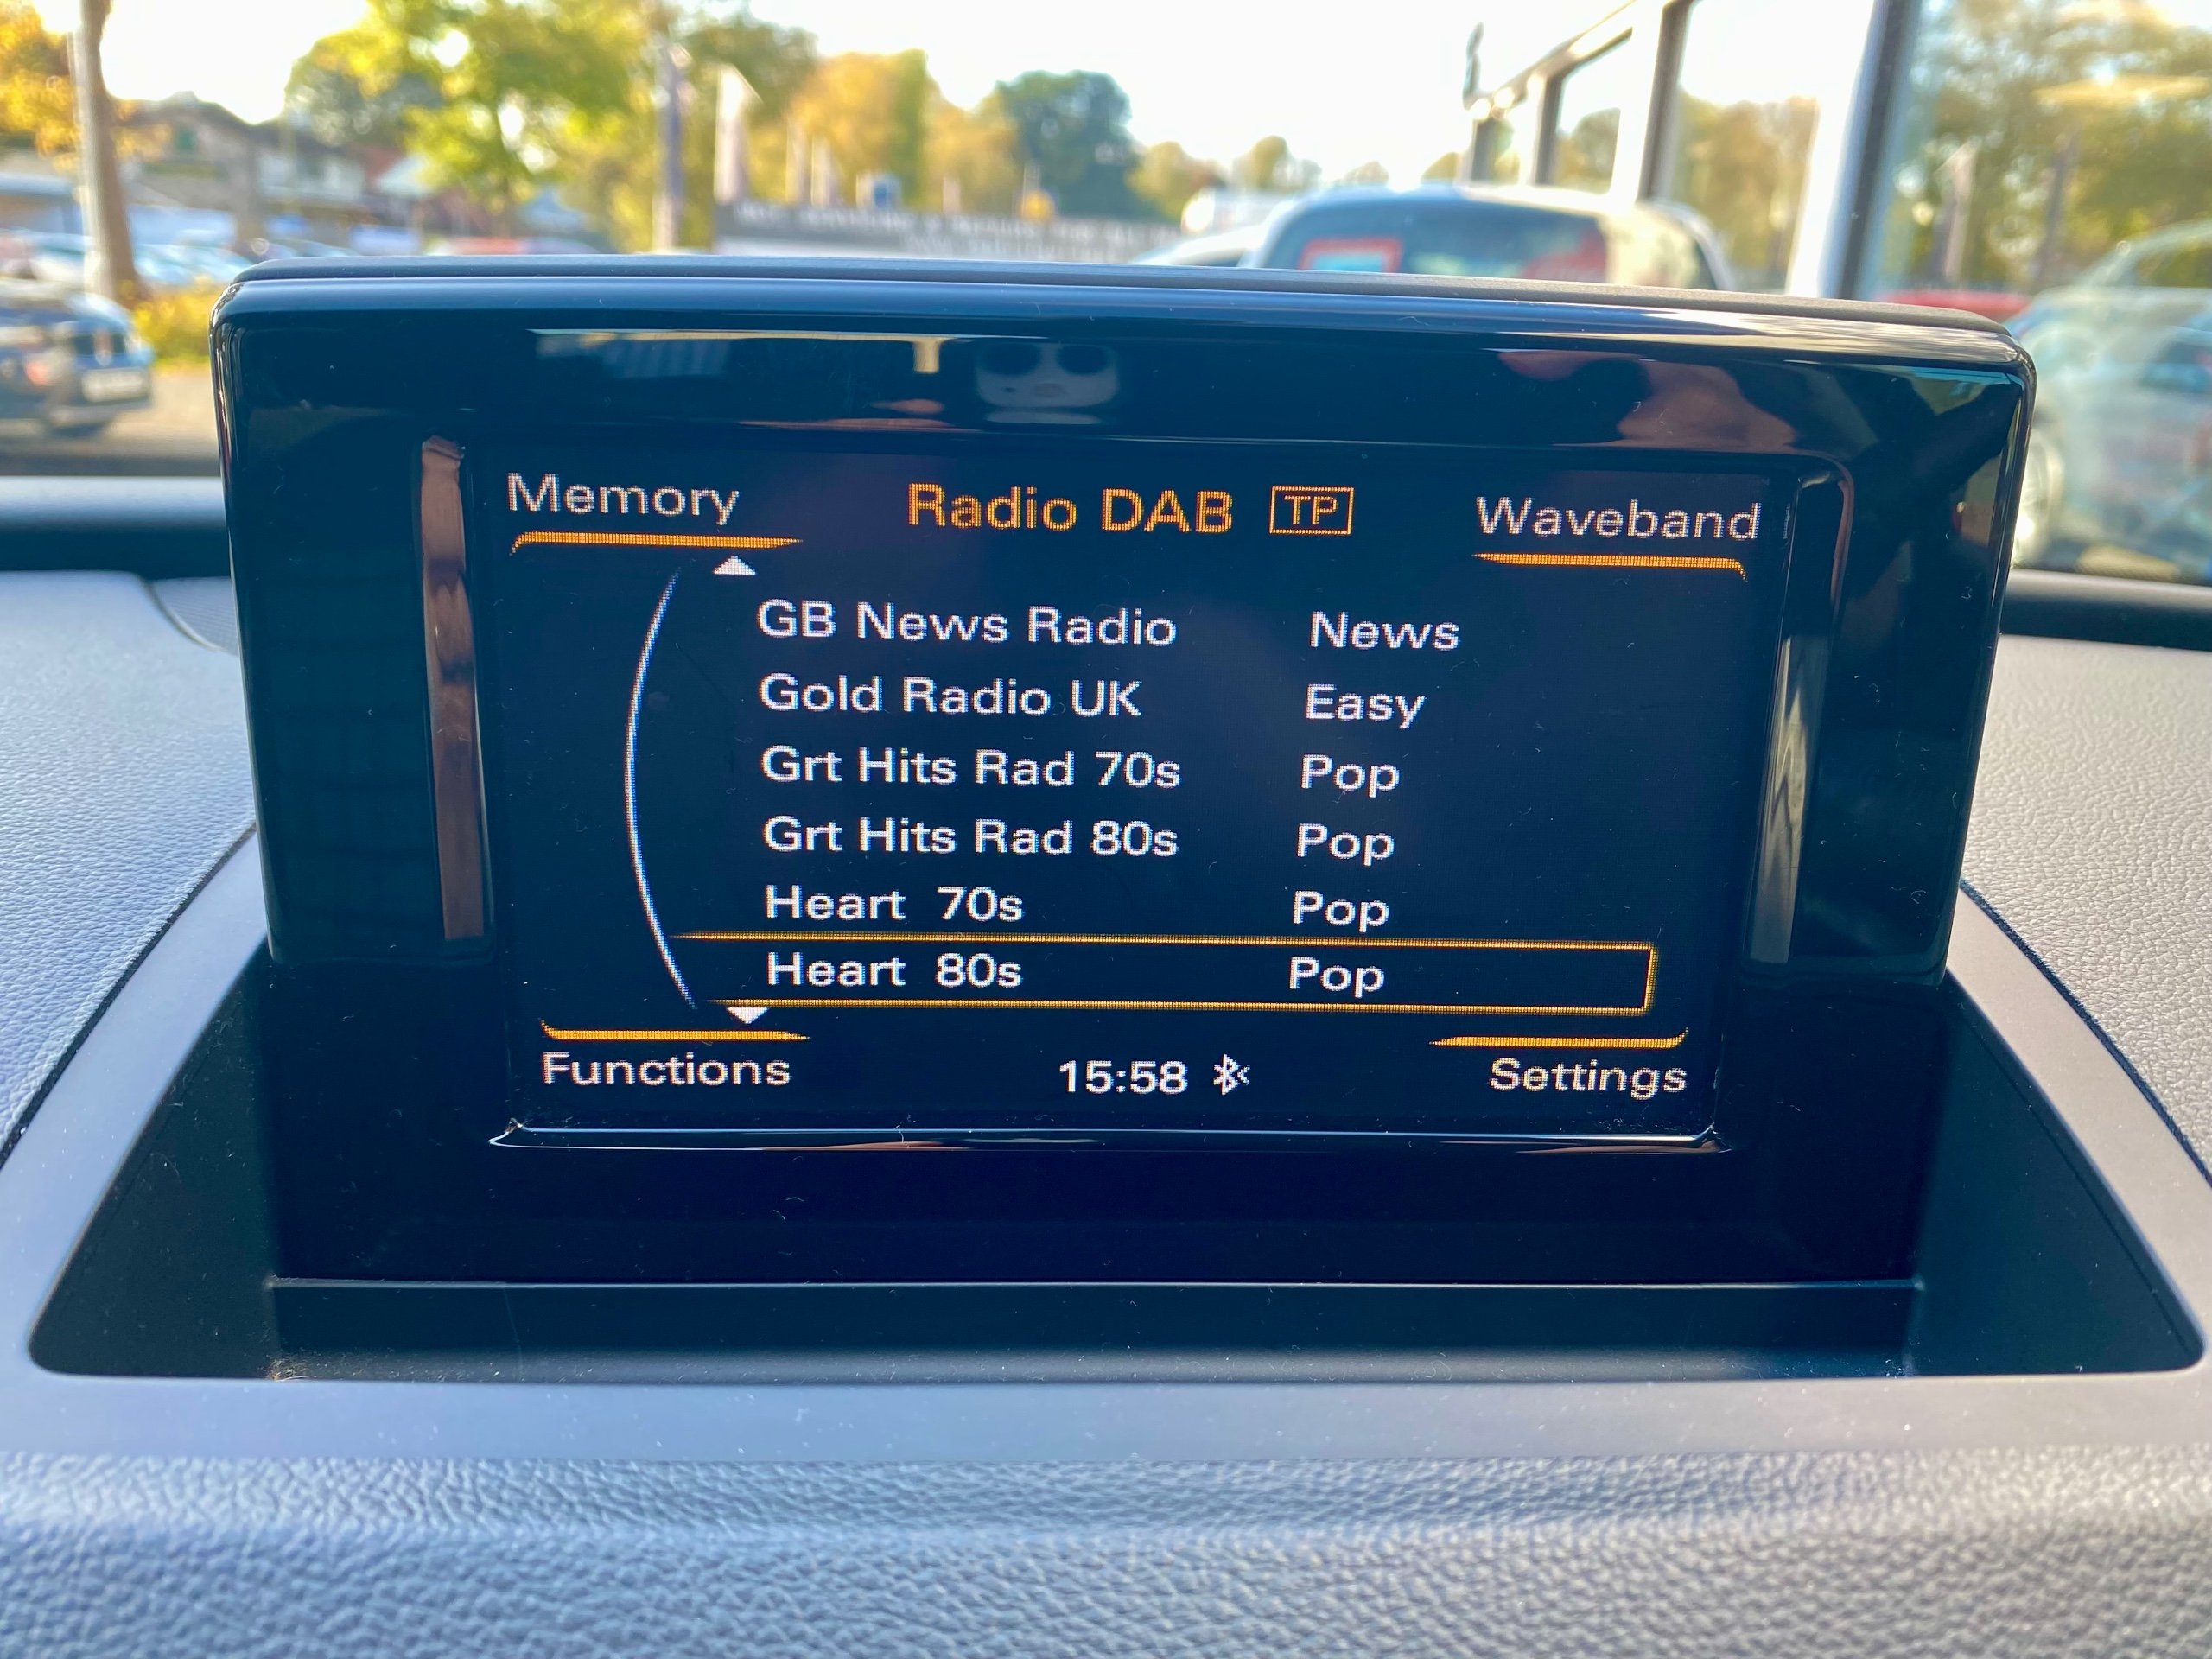 Memory Radio DAB TP Waveband
GB News Radio News
Gold Radio UK Easy
Grt Hits Rad 70s Pop
Grt Hits Rad 80s Pop
Heart 70s Pop
Heart 80s Pop
Functions 15:58 Settings